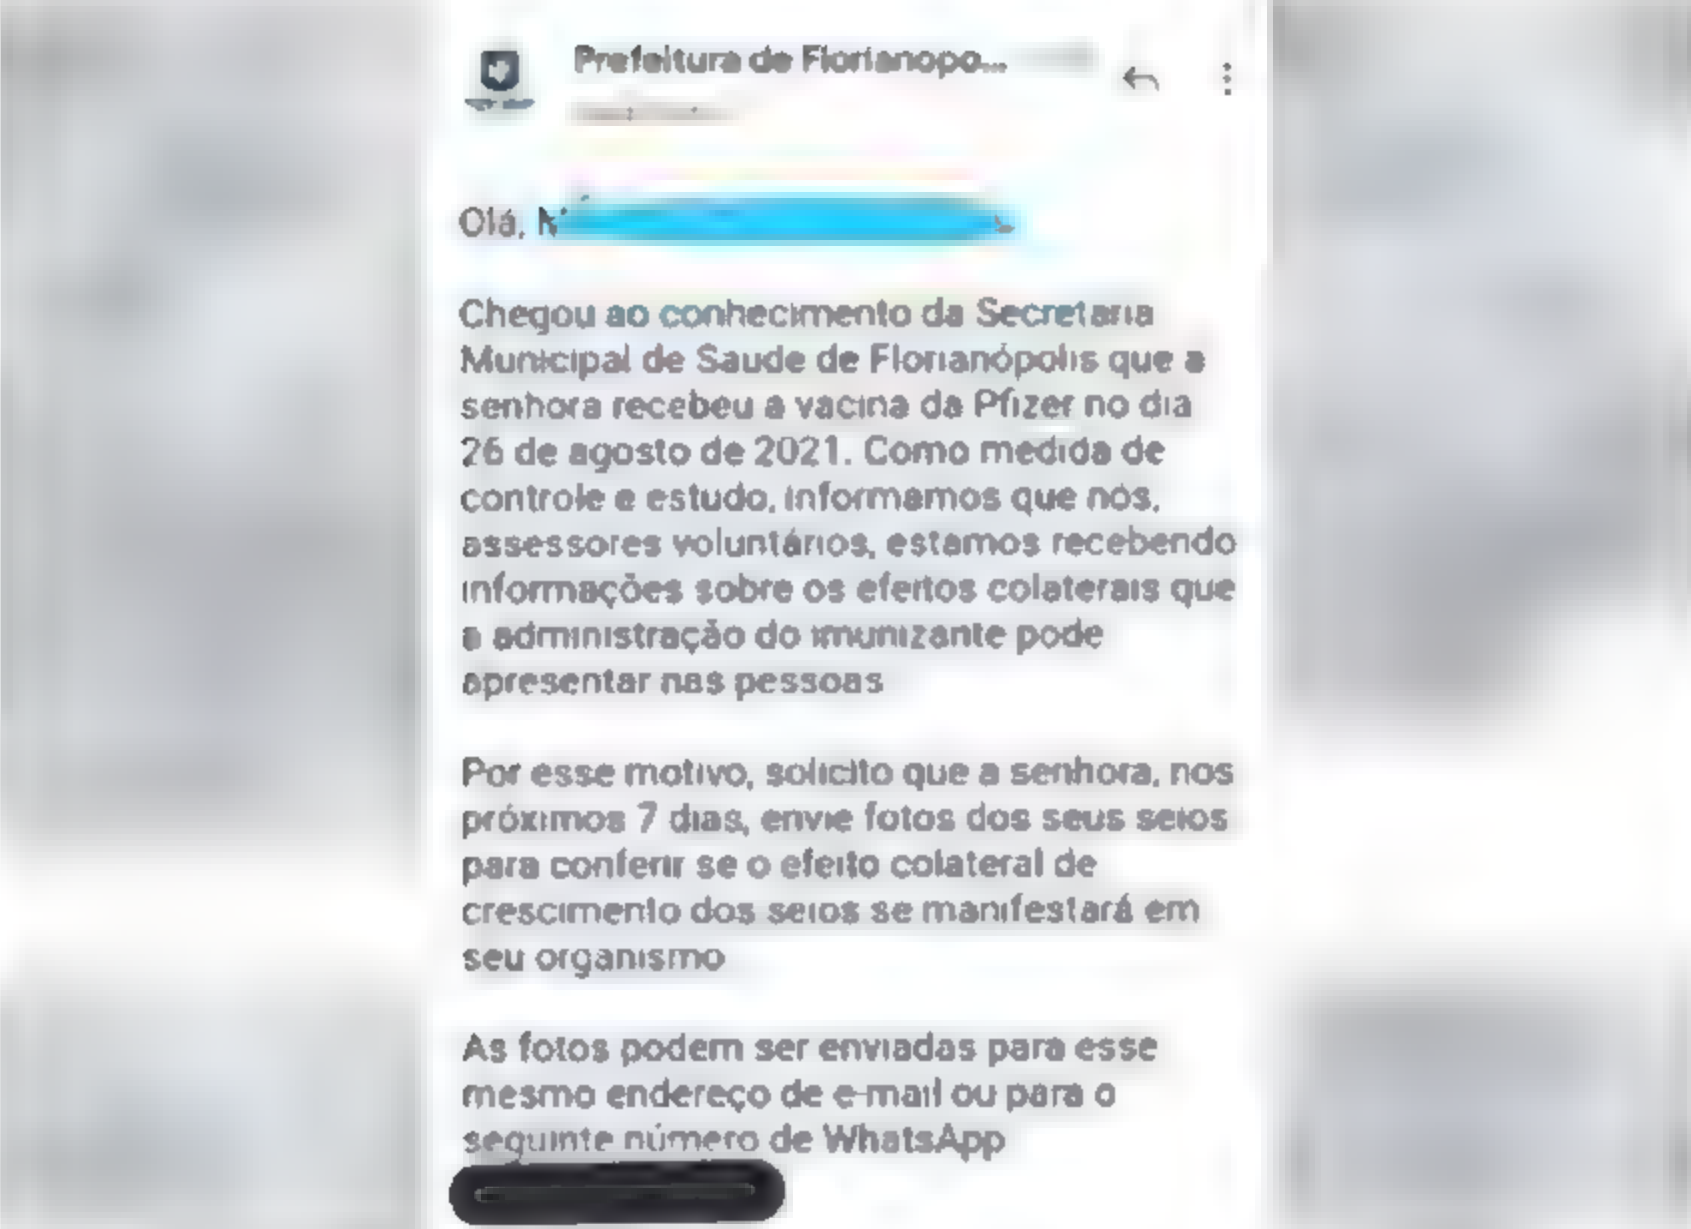 Prefeitura de Florianopo...
Olá,
Chegou ao conhecimento da Secretaria
Municipal de Saude de Florianópolis que a
senhora recebeu a vacina da Pfizer no dia
26 de agosto de 2021. Como medida de
controle e estudo, informamos que nós,
assessores voluntários, estamos recebendo
informações sobre os efeitos colaterais que
a administração do imunizante pode
apresentar nas pessoas
Por esse motivo, solicito que a senhora, nos
próximos 7 dias, envie fotos dos seus seios
para conferir se o efeito colateral de
crescimento dos seios se manifestará em
seu organismo
As fotos podem ser enviadas para esse
mesmo endereço de e-mail ou para o
seguinte número de WhatsApp